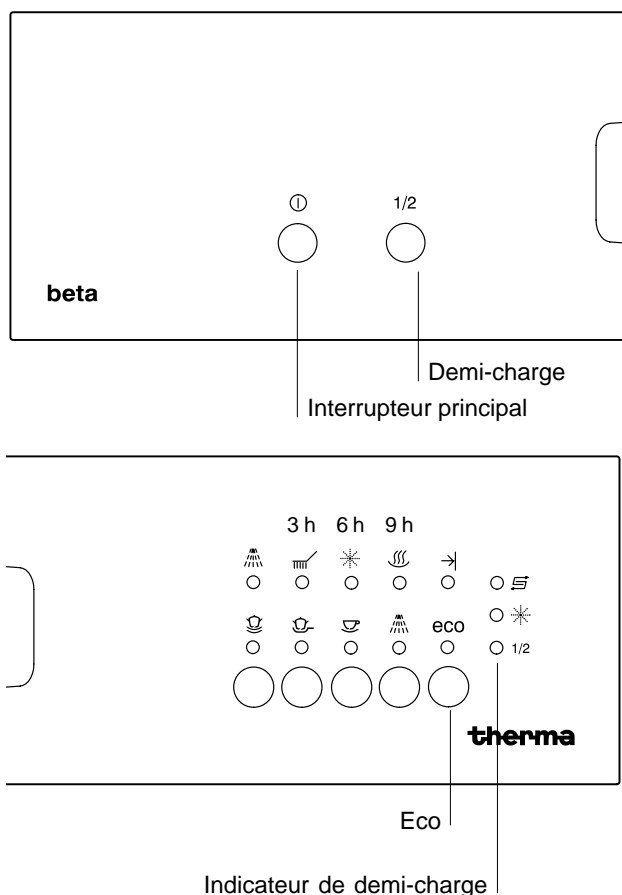 1/2
beta
Demi-charge
Interrupteur principal
3 h 6 h 9 h
eco
1/2
therma
Eco
Indicateur de demi-charge